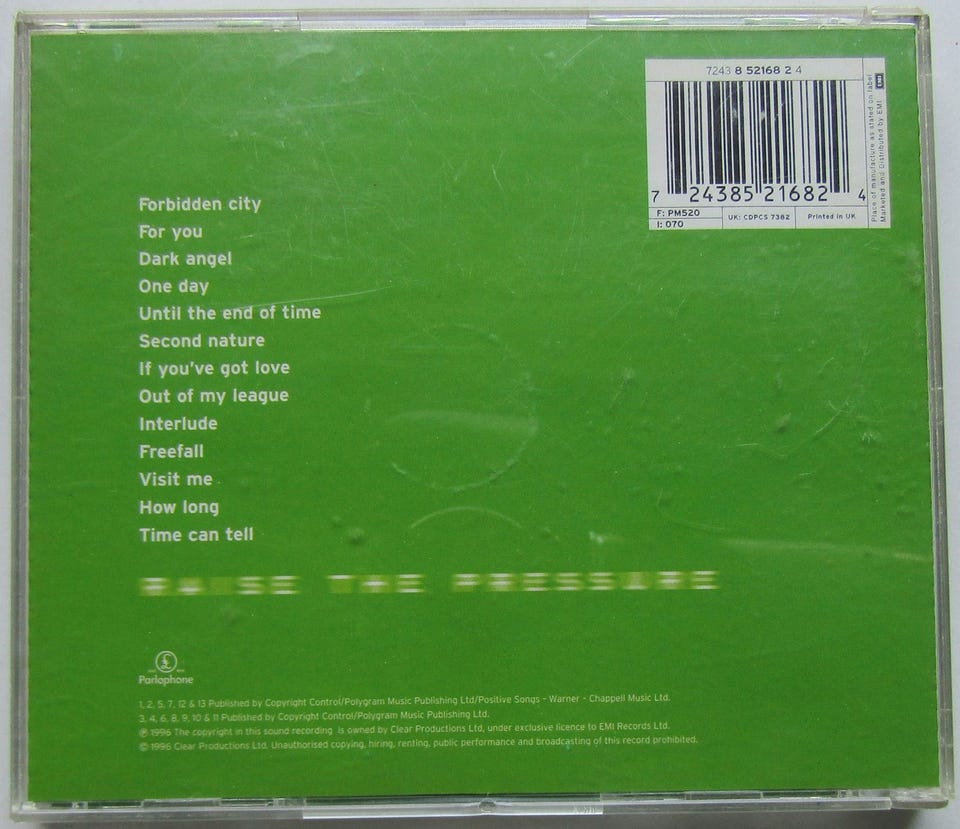 7243 8 52168 2 4
7 24385 21682 4
F: PM520
I: 070
UK: CDPCS 7382
Printed in UK
Place of manufacture as stated on label
Marketed and Distributed by EMI.
EMI
Forbidden city
For you
Dark angel
One day
Until the end of time
Second nature
If you've got love
Out of my league
Interlude
Freefall
Visit me
How long
Time can tell
RAISE THE PRESSURE
£
Parlophone
1, 2, 5, 7, 12 & 13 Published by Copyright Control/Polygram Music Publishing Ltd/Positive Songs - Warner - Chappell Music Ltd.
3, 4, 6, 8, 9, 10 & 11 Published by Copyright Control/Polygram Music Publishing Ltd.
℗ 1996 The copyright in this sound recording is owned by Clear Productions Ltd, under exclusive licence to EMI Records Ltd.
© 1996 Clear Productions Ltd. Unauthorised copying, hiring, renting, public performance and broadcasting of this record prohibited.